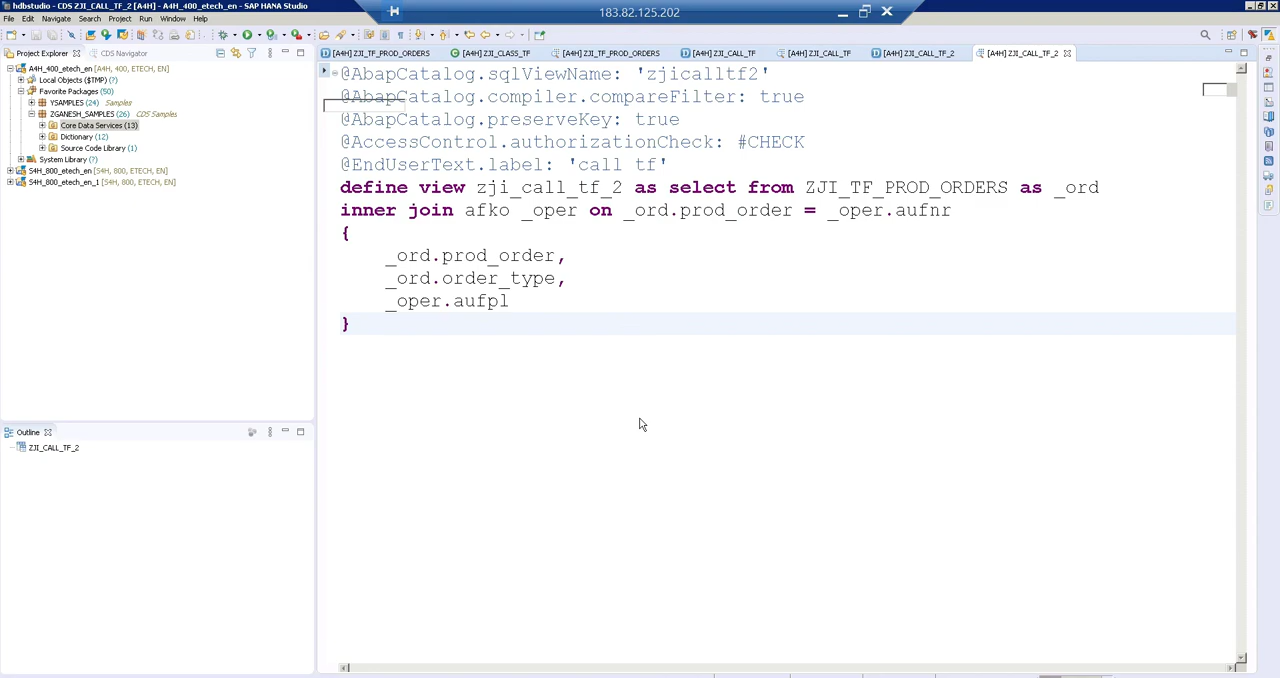 hdbstudio - CDS ZJI_CALL_TF_2 [A4H] - A4H_400_etech_en - SAP HANA Studio
183.82.125.202
File Edit Navigate Search Project Run Window Help
Project Explorer CDS Navigator
[A4H] ZJI_TF_PROD_ORDERS [A4H] ZJI_CLASS_TF [A4H] ZJI_TF_PROD_ORDERS [A4H] ZJI_CALL_TF [A4H] ZJI_CALL_TF [A4H] ZJI_CALL_TF_2 [A4H] ZJI_CALL_TF_2
A4H_400_etech_en [A4H, 400, ETECH, EN]
Local Objects ($TMP) (?)
Favorite Packages (50)
YSAMPLES (24) Samples
ZGANESH_SAMPLES (26) CDS Samples
Core Data Services (13)
Dictionary (12)
Source Code Library (1)
System Library (?)
S4H_800_etech_en [S4H, 800, ETECH, EN]
S4H_800_etech_en_1 [S4H, 800, ETECH, EN]
@AbapCatalog.sqlViewName: 'zjicalltf2'
@AbapCatalog.compiler.compareFilter: true
@AbapCatalog.preserveKey: true
@AccessControl.authorizationCheck: #CHECK
@EndUserText.label: 'call tf'
define view zji_call_tf_2 as select from ZJI_TF_PROD_ORDERS as _ord
inner join afko _oper on _ord.prod_order = _oper.aufnr
{
_ord.prod_order,
_ord.order_type,
_oper.aufpl
}
Outline
ZJI_CALL_TF_2